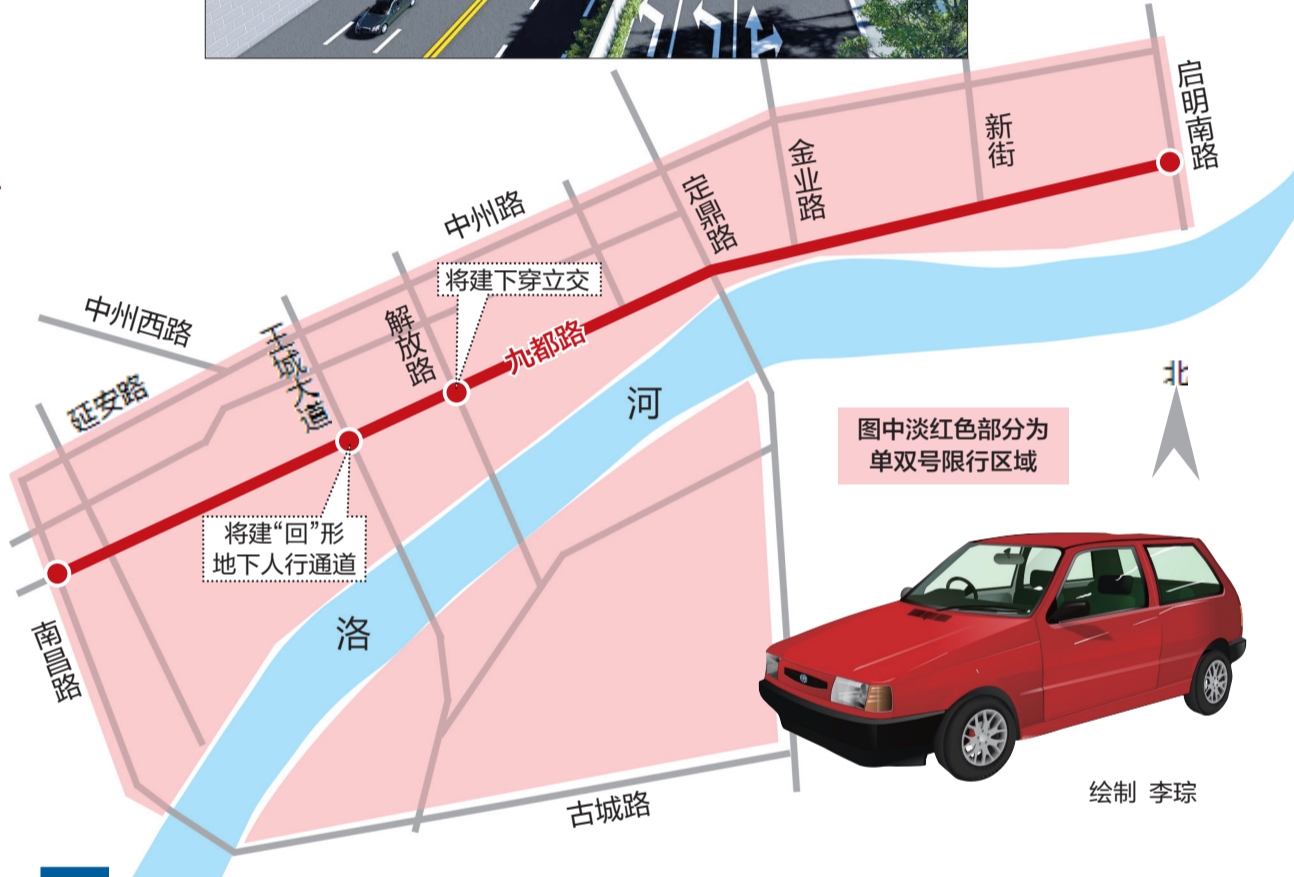 启明南路
新街
金业路
定鼎路
中州路
将建下穿立交
中州西路
王城大道
解放路
九都路
延安路
河
北
图中淡红色部分为
单双号限行区域
将建“回”形
地下人行通道
洛
南昌路
古城路
绘制 李琮